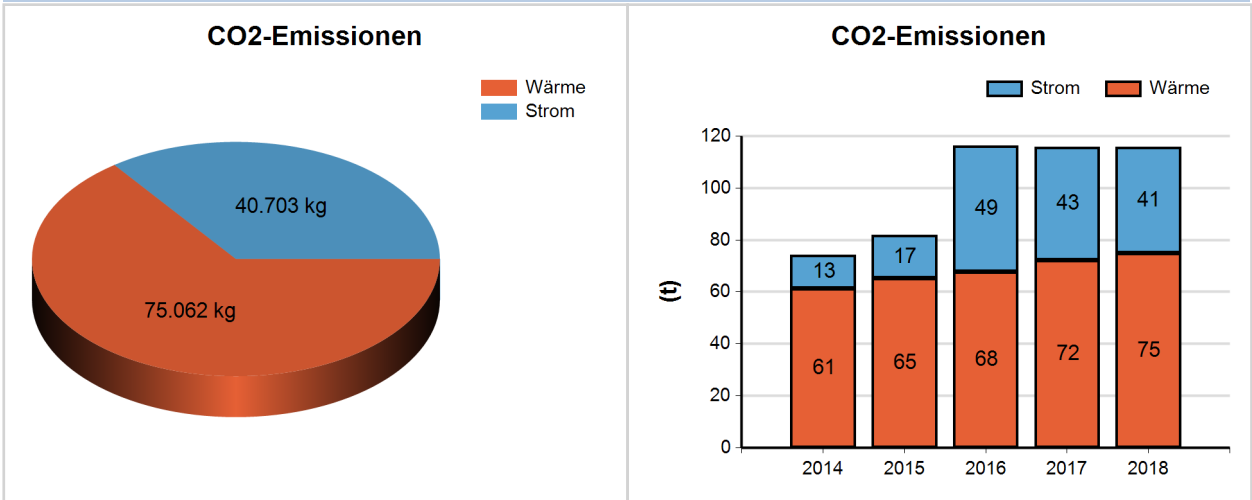 CO2-Emissionen
Wärme
Strom
40.703 kg
75.062 kg
CO2-Emissionen
Strom Wärme
120
100
80
60
40
20
0
(t)
13 17 49 43 41
61 65 68 72 75
2014 2015 2016 2017 2018